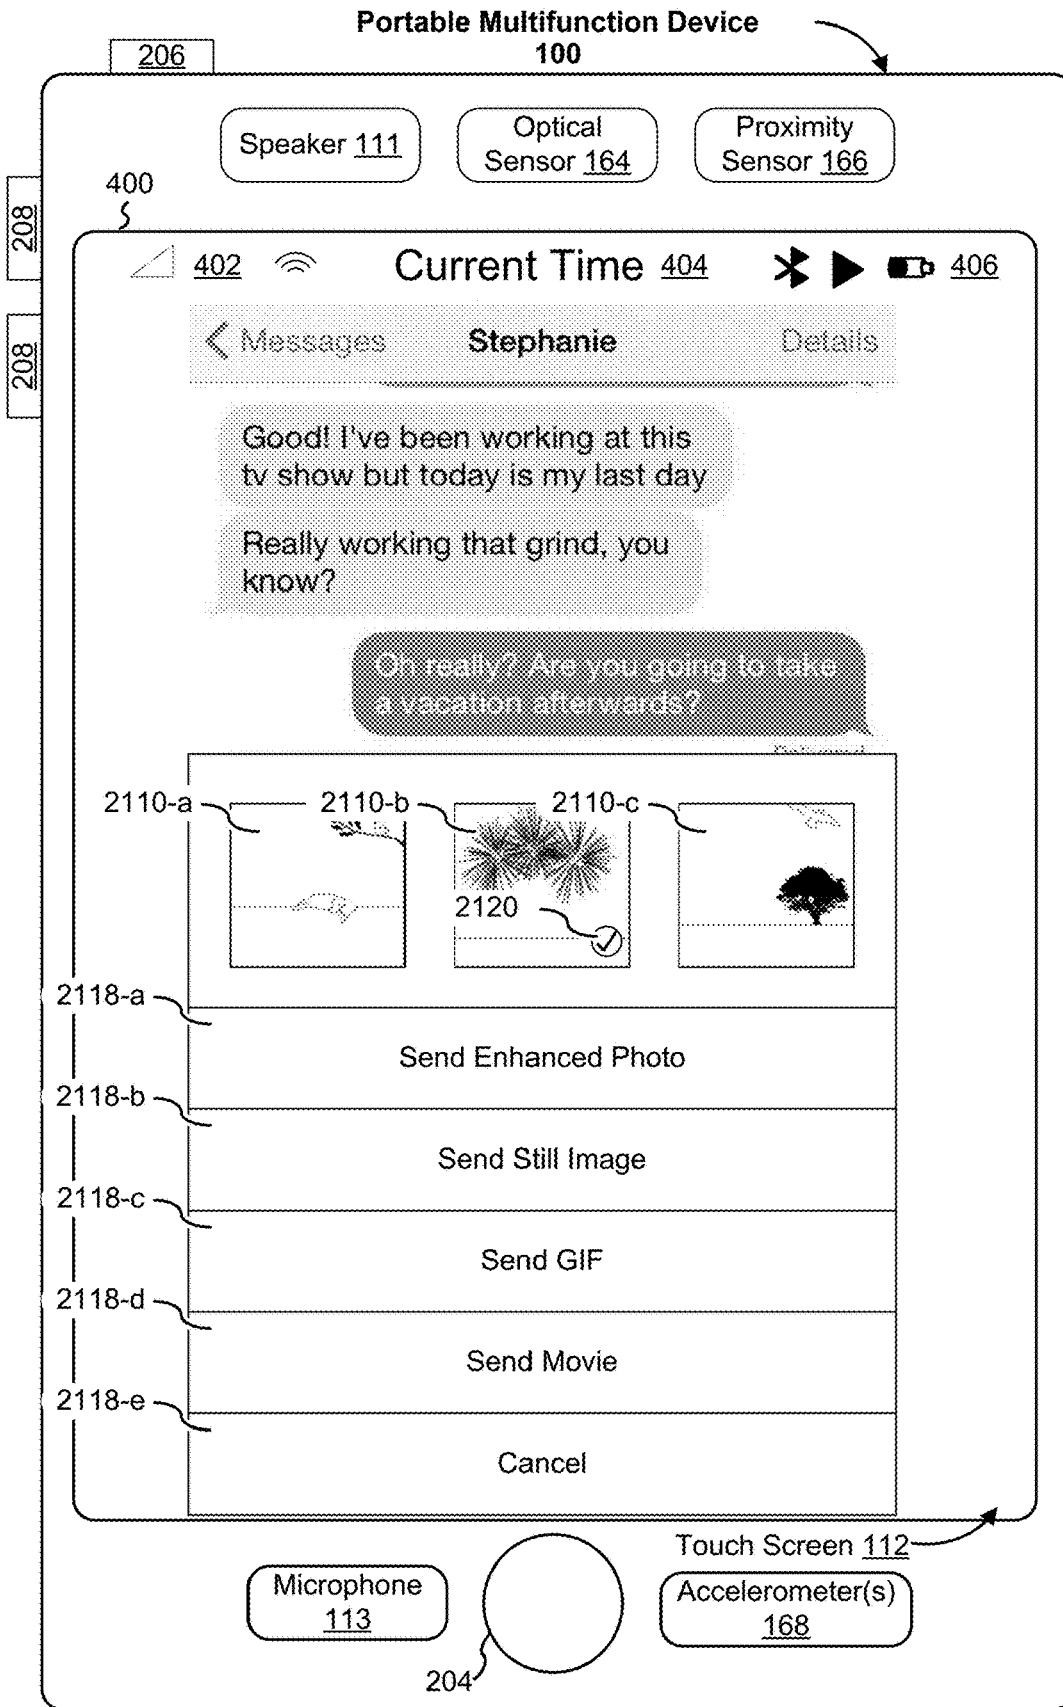 Portable Multifunction Device
100
206
Speaker 111
Optical
Sensor 164
Proximity
Sensor 166
208
400
402
Current Time 404
406
208
Messages
Stephanie
Details
Good! I've been working at this
tv show but today is my last day
Really working that grind, you
know?
Oh really? Are you going to take
a vacation afterwards?
2110-a
2110-b
2110-c
2120
2118-a
Send Enhanced Photo
2118-b
Send Still Image
2118-c
Send GIF
2118-d
Send Movie
2118-e
Cancel
Touch Screen 112
Microphone
113
Accelerometer(s)
168
204